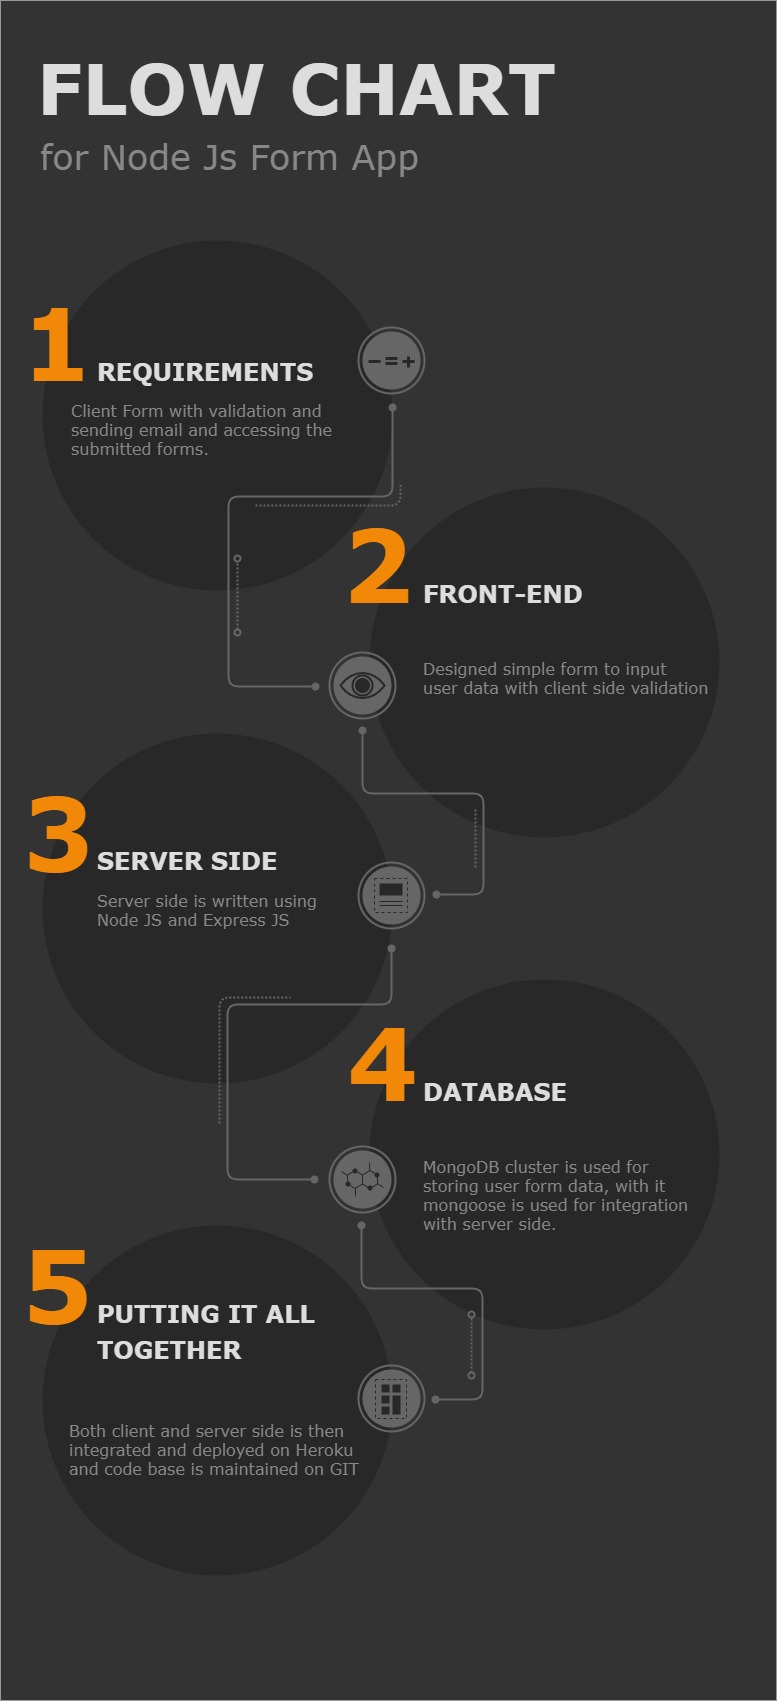 FLOW CHART
for Node Js Form App
1
REQUIREMENTS
Client Form with validation and
sending email and accessing the
submitted forms.
2
FRONT-END
Designed simple form to input
user data with client side validation
3
SERVER SIDE
Server side is written using
Node JS and Express JS
4
DATABASE
MongoDB cluster is used for
storing user form data, with it
mongoose is used for integration
with server side.
5
PUTTING IT ALL
TOGETHER
Both client and server side is then
integrated and deployed on Heroku
and code base is maintained on GIT